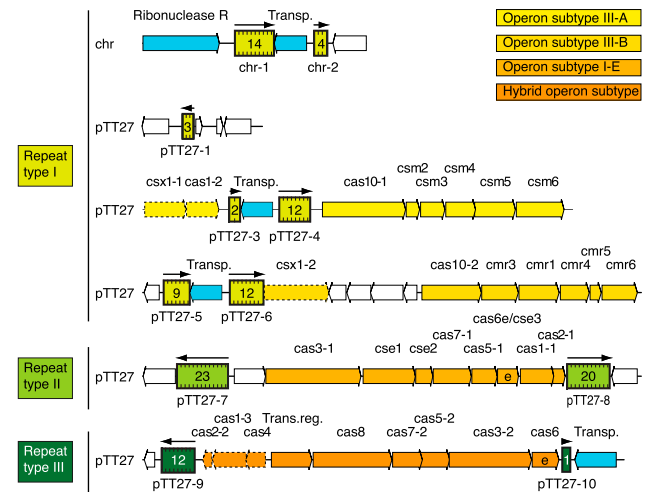 Ribonuclease R Transp.
chr 14 4
chr-1 chr-2
Operon subtype III-A
Operon subtype III-B
Operon subtype I-E
Hybrid operon subtype
Repeat
type I
pTT27 3
pTT27-1
csm2 csm4
csx1-1 cas1-2 Transp. cas10-1 csm3 csm5 csm6
pTT27 2 12
pTT27-3 pTT27-4
cmr5
Transp. csx1-2 cas10-2 cmr3 cmr1 cmr4 cmr6
pTT27 9 12
pTT27-5 pTT27-6
cas6e/cse3
cas7-1 cas2-1
cas3-1 cse1 cse2 cas5-1 cas1-1
Repeat
type II
pTT27 23 e 20
pTT27-7 pTT27-8
cas1-3 Trans.reg. cas5-2
cas2-2 cas4 cas8 cas7-2 cas3-2 cas6 Transp.
Repeat
type III
pTT27 12 e 1
pTT27-9 pTT27-10